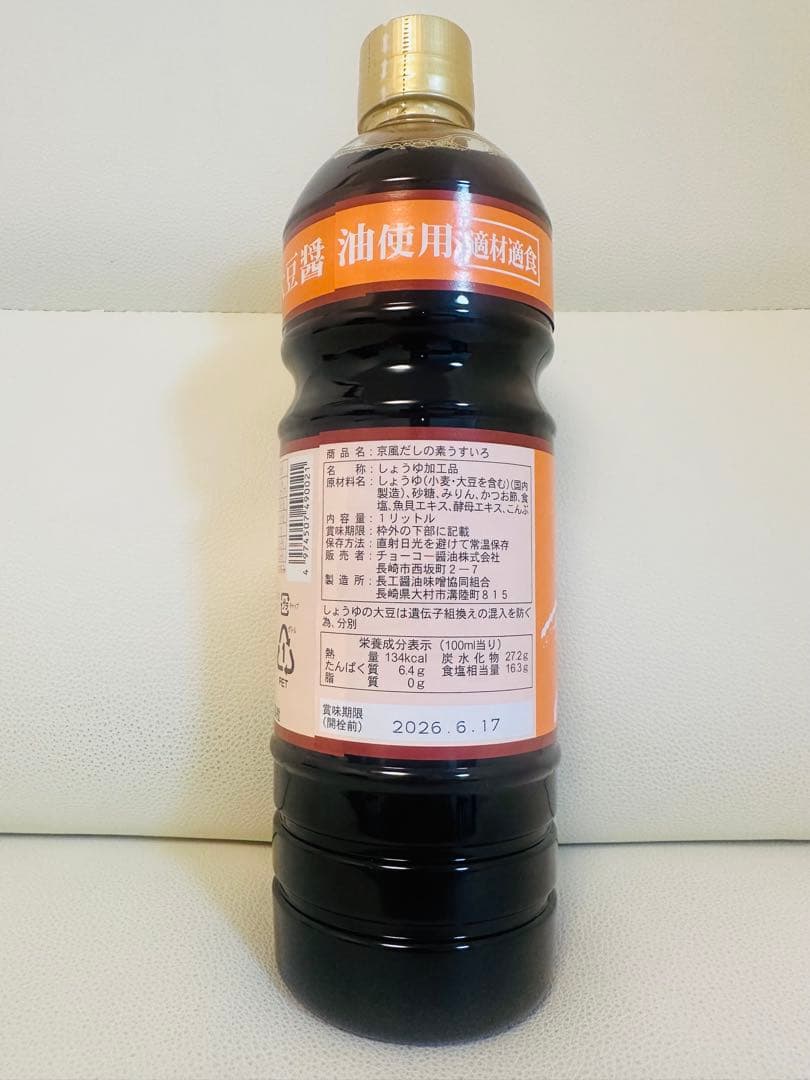 豆醤油使用 適材適食
商品名：京風だしの素うすいろ
名称：しょうゆ加工品
原材料名：しょうゆ（小麦・大豆を含む）（国内
製造）、砂糖、みりん、かつお節、食
塩、魚貝エキス、酵母エキス、こんぶ
内容量：1リットル
賞味期限：枠外の下部に記載
保存方法：直射日光を避けて常温保存
販売者：チョーコー醤油株式会社
長崎市西坂町2−7
製造所：長工醤油味噌協同組合
長崎県大村市溝陸町815
しょうゆの大豆は遺伝子組換えの混入を防ぐ
為、分別
栄養成分表示（100ml当り）
熱量 134kcal 炭水化物 27.2g
たんぱく質 6.4g 食塩相当量 16.3g
脂質 0g
賞味期限
（開栓前） 2026.6.17
4 974507 490021
1
PET